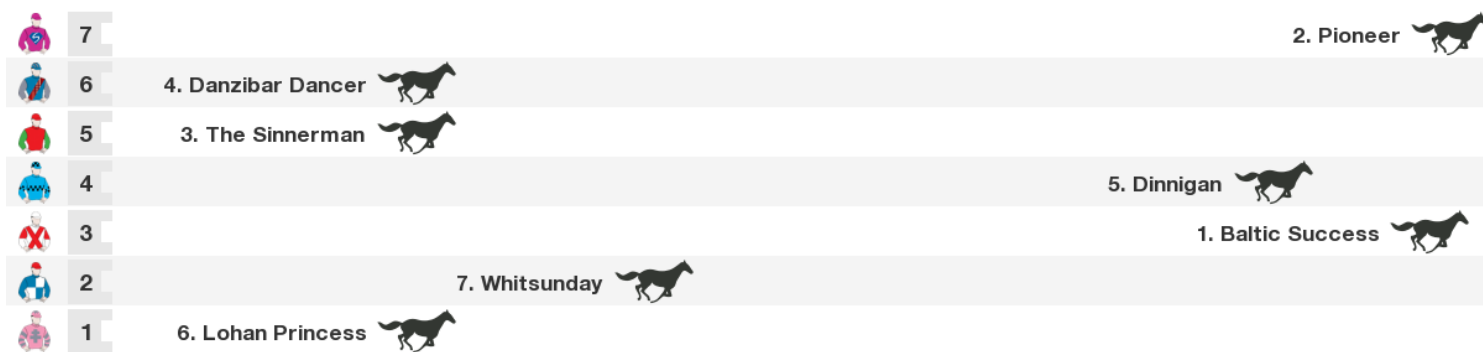 7 2. Pioneer
6 4. Danzibar Dancer
5 3. The Sinnerman
4 5. Dinnigan
3 1. Baltic Success
2 7. Whitsunday
1 6. Lohan Princess